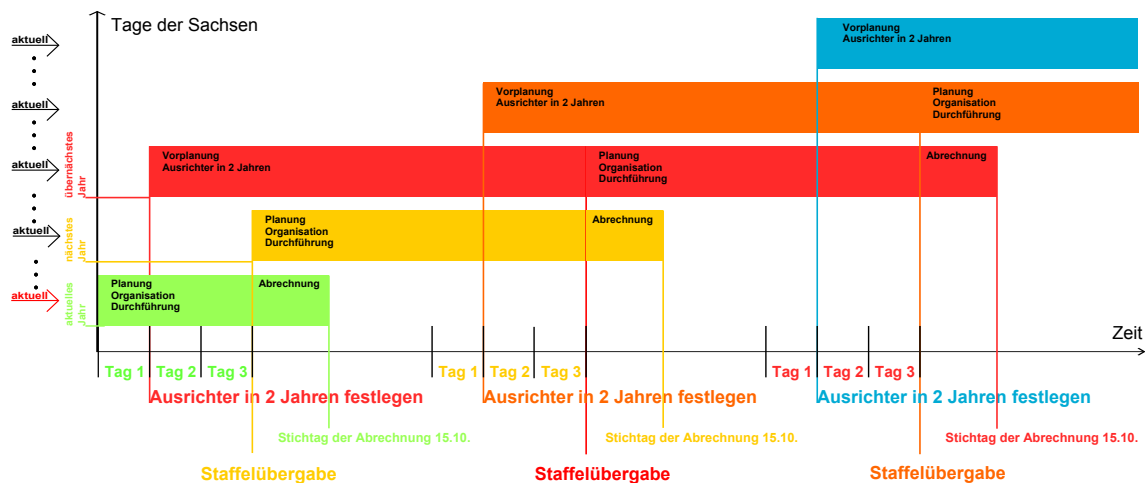 Tage der Sachsen
aktuell
Vorplanung
Ausrichter in 2 Jahren
aktuell
Vorplanung
Ausrichter in 2 Jahren
Planung
Organisation
Durchführung
aktuell
übernächstes
Jahr
Vorplanung
Ausrichter in 2 Jahren
Planung
Organisation
Durchführung
Abrechnung
aktuell
nächstes
Jahr
Planung
Organisation
Durchführung
Abrechnung
aktuell
aktuelles
Jahr
Planung
Organisation
Durchführung
Abrechnung
Zeit
Tag 1 Tag 2 Tag 3 Tag 1 Tag 2 Tag 3 Tag 1 Tag 2 Tag 3
Ausrichter in 2 Jahren festlegen Ausrichter in 2 Jahren festlegen Ausrichter in 2 Jahren festlegen
Stichtag der Abrechnung 15.10. Stichtag der Abrechnung 15.10. Stichtag der Abrechnung 15.10.
Staffelübergabe Staffelübergabe Staffelübergabe